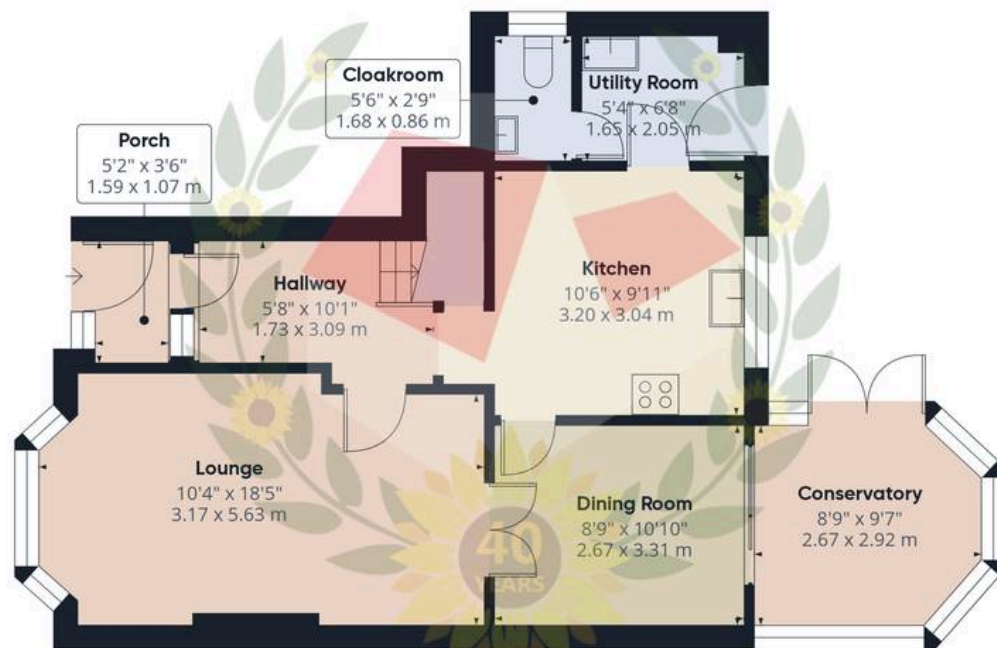 Cloakroom
5'6" x 2'9"
1.68 x 0.86 m
Utility Room
5'4" x 6'8"
1.65 x 2.05 m
Porch
5'2" x 3'6"
1.59 x 1.07 m
Hallway
5'8" x 10'1"
1.73 x 3.09 m
Kitchen
10'6" x 9'11"
3.20 x 3.04 m
Lounge
10'4" x 18'5"
3.17 x 5.63 m
Dining Room
8'9" x 10'10"
2.67 x 3.31 m
Conservatory
8'9" x 9'7"
2.67 x 2.92 m
40
YEARS